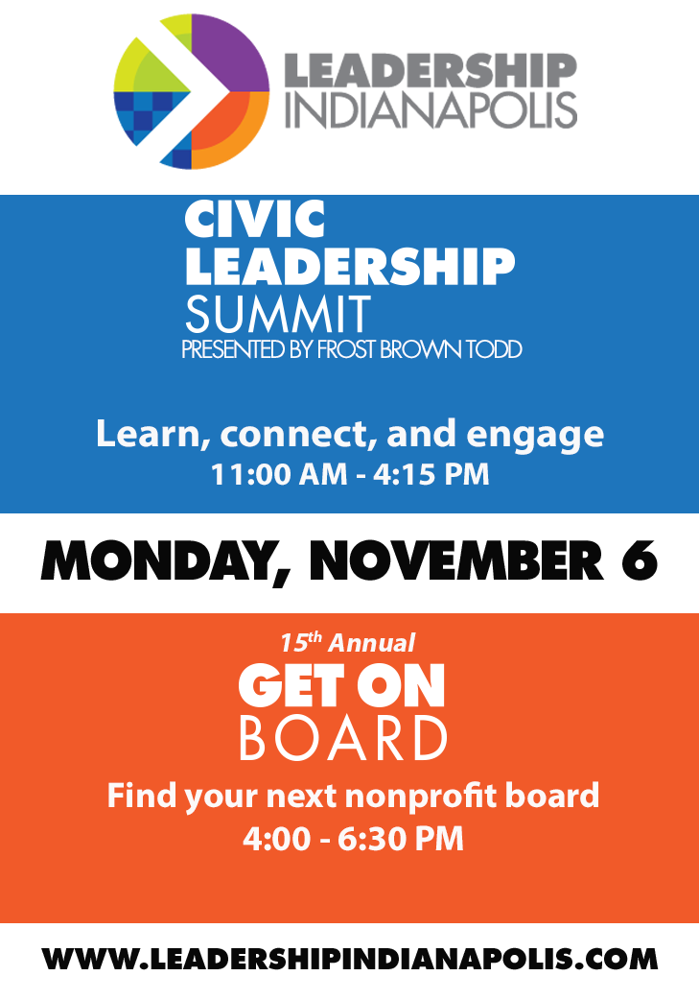 LEADERSHIP
INDIANAPOLIS
CIVIC
LEADERSHIP
SUMMIT
PRESENTED BY FROST BROWN TODD
Learn, connect, and engage
11:00 AM - 4:15 PM
MONDAY, NOVEMBER 6
15th Annual
GET ON
BOARD
Find your next nonprofit board
4:00 - 6:30 PM
WWW.LEADERSHIPINDIANAPOLIS.COM